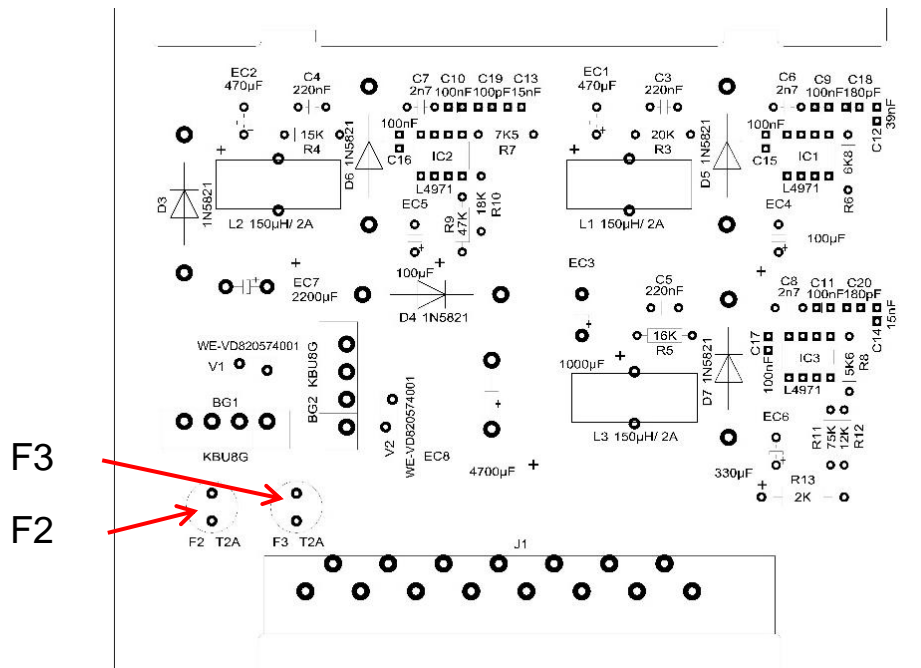 EC2
470µF
C4
220nF
C7
2n7
C10
100nF
C19
100pF
C13
15nF
EC1
470µF
C3
220nF
C6
2n7
C9
100nF
C18
180pF
39nF
C12
100nF
C16
15K
R4
D6 1N5821
IC2
L4971
7K5
R7
20K
R3
D5 1N5821
100nF
C15
IC1
L4971
6K8
R6
D3
1N5821
L2 150µH/ 2A
EC5
100µF
R9
47K
18K
R10
L1 150µH/ 2A
EC4
100µF
EC7
2200µF
D4 1N5821
EC3
1000µF
C5
220nF
16K
R5
C8
2n7
C11
100nF
C20
180pF
15nF
C14
C17
100nF
IC3
L4971
5K6
R8
D7 1N5821
WE-VD820574001
V1
BG1
KBU8G
BG2 KBU8G
V2
WE-VD820574001
EC8
4700µF
L3 150µH/ 2A
EC6
330µF
R11
75K
12K
R12
R13
2K
F3
F2
F2 T2A
F3 T2A
J1